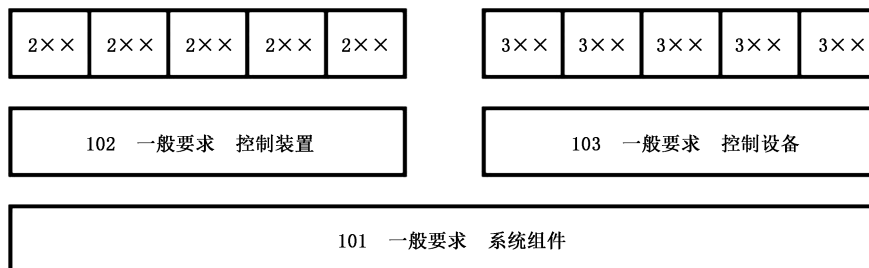 2×× 2×× 2×× 2×× 2×× 3×× 3×× 3×× 3×× 3××
102 一般要求 控制装置 103 一般要求 控制设备
101 一般要求 系统组件